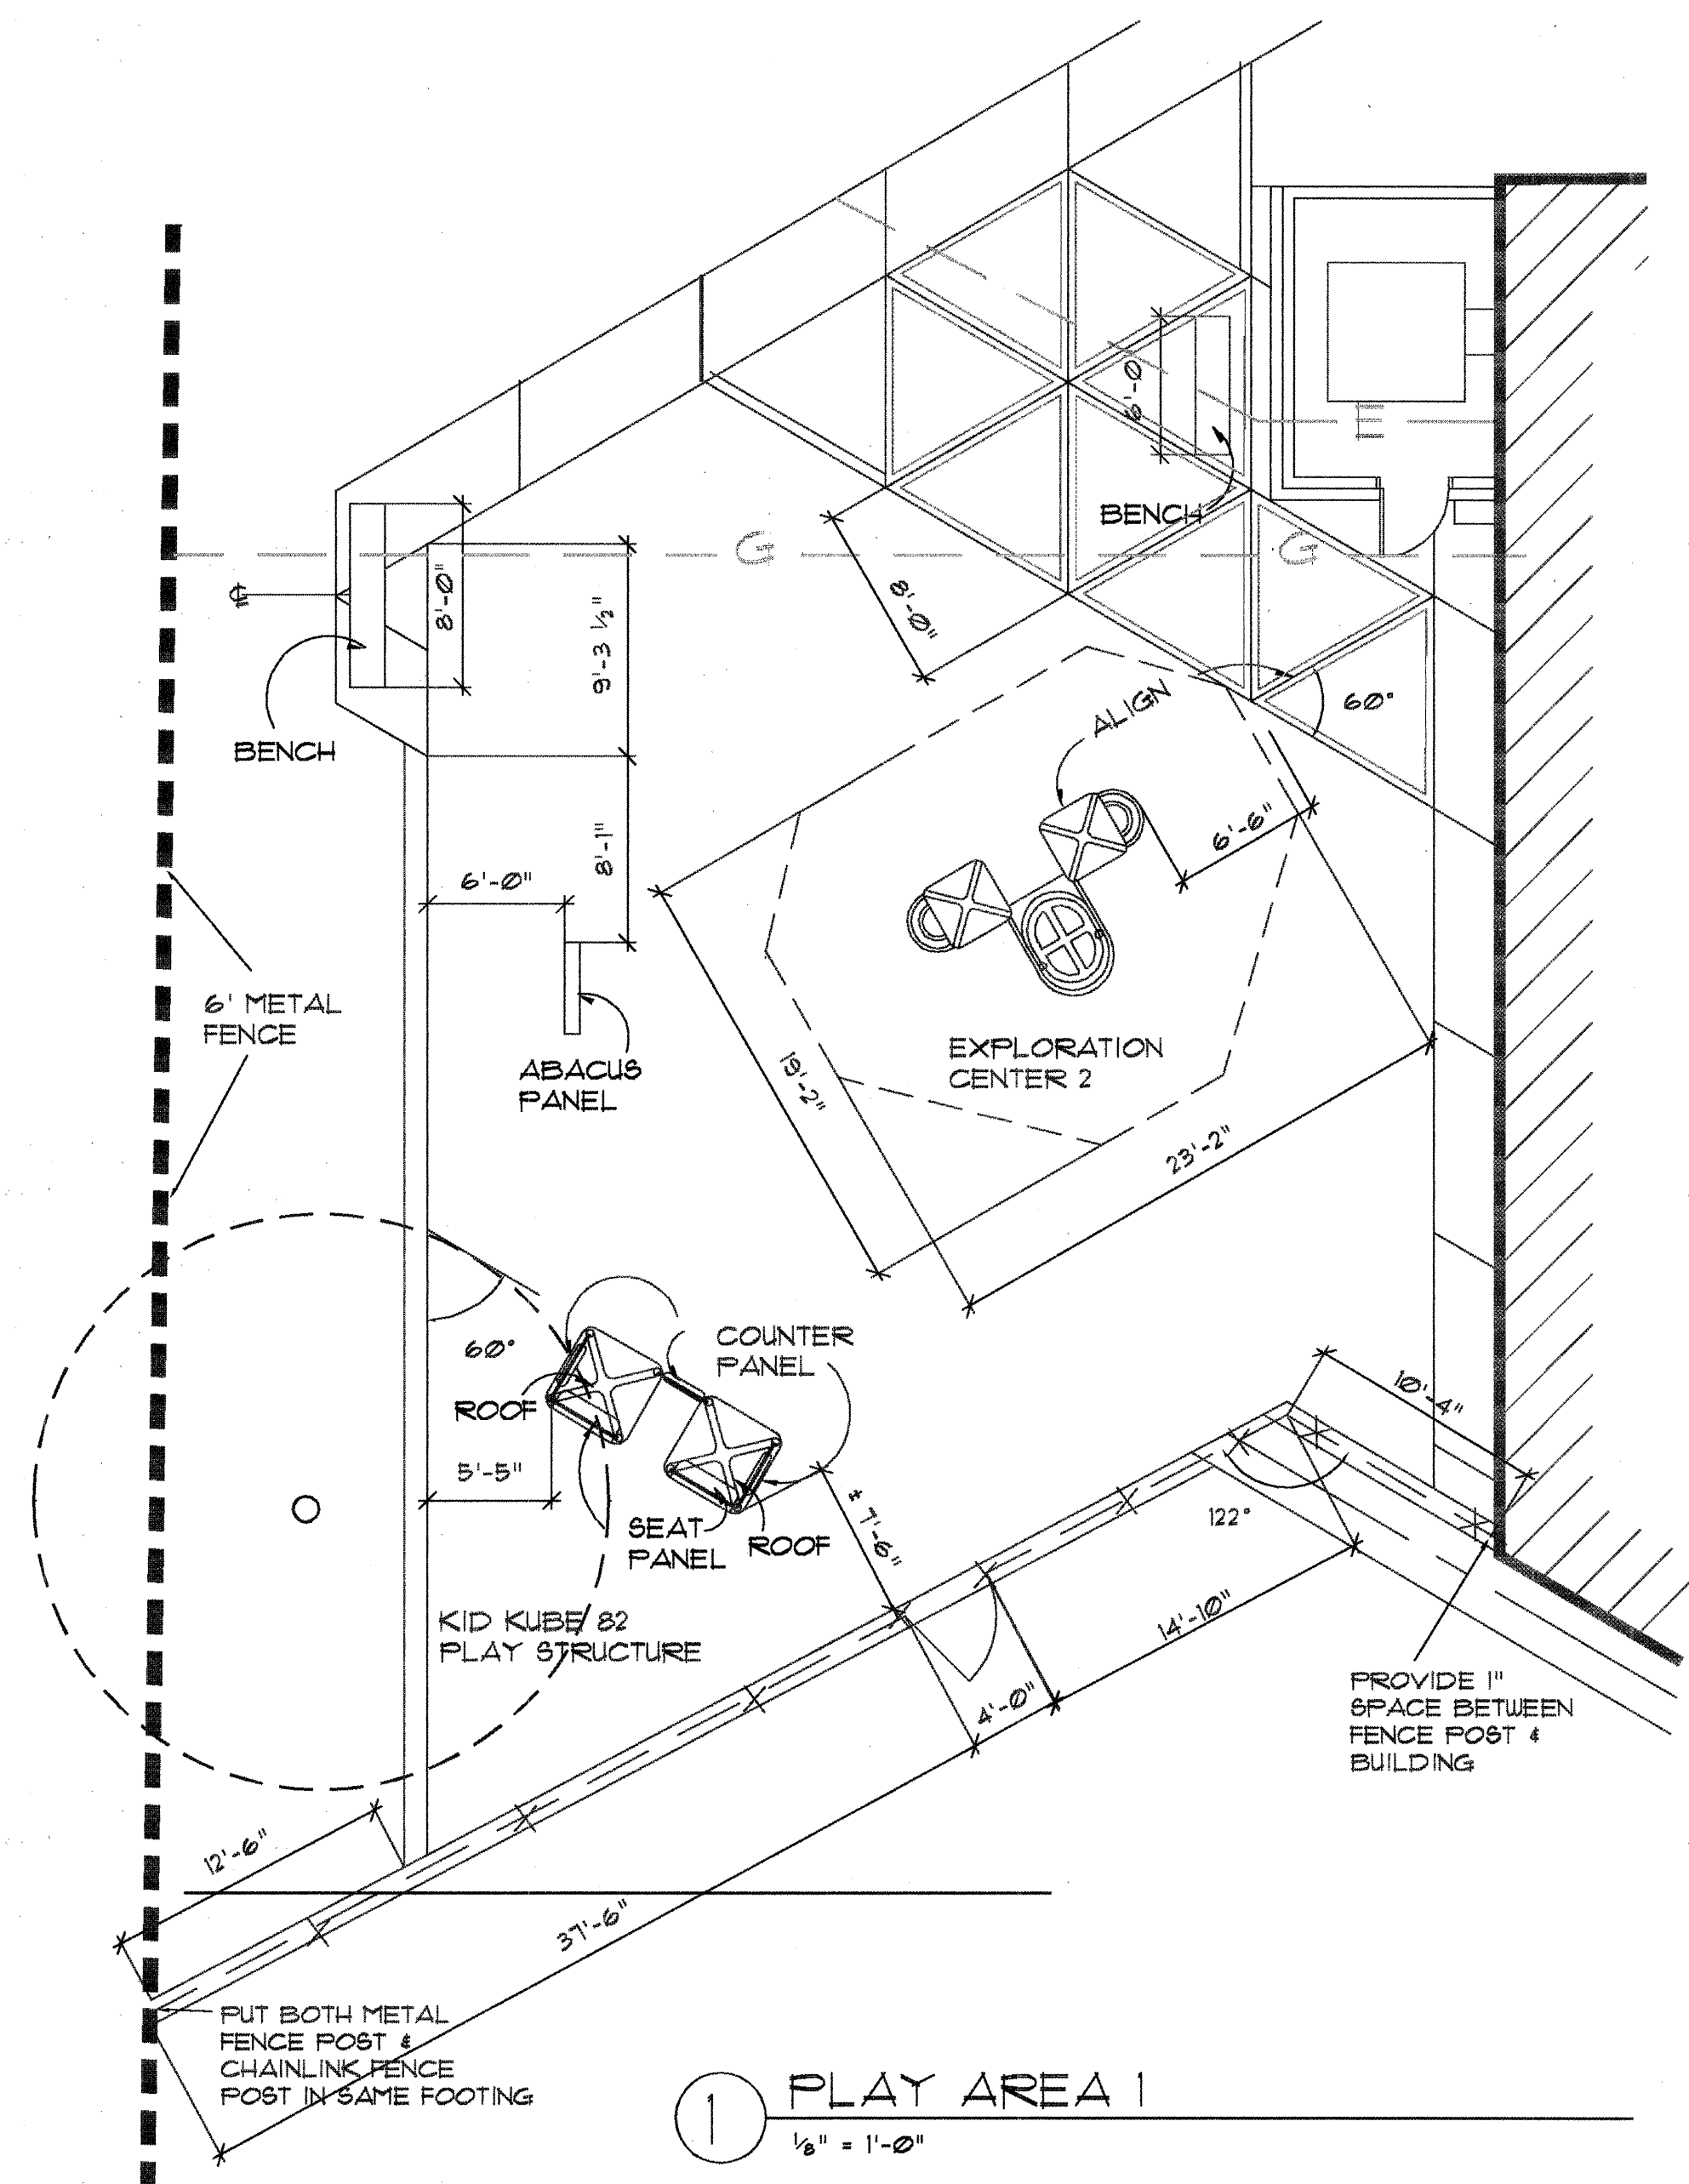 6'-0
E
BENCH
G
G
8'-0"
8'-0"
9'-3 1/2"
℄
BENCH
ALIGN
60°
6'-6"
8'-1"
6'-0"
6' METAL
FENCE
ABACUS
PANEL
EXPLORATION
CENTER 2
19'-2"
23'-2"
60°
COUNTER
PANEL
ROOF
10'-4"
5'-5"
SEAT
PANEL
ROOF
± 7'-6"
122°
KID KUBE 82
PLAY STRUCTURE
14'-10"
4'-0"
PROVIDE 1"
SPACE BETWEEN
FENCE POST &
BUILDING
12'-6"
37'-6"
PUT BOTH METAL
FENCE POST &
CHAINLINK FENCE
POST IN SAME FOOTING
1
PLAY AREA 1
1/8" = 1'-0"